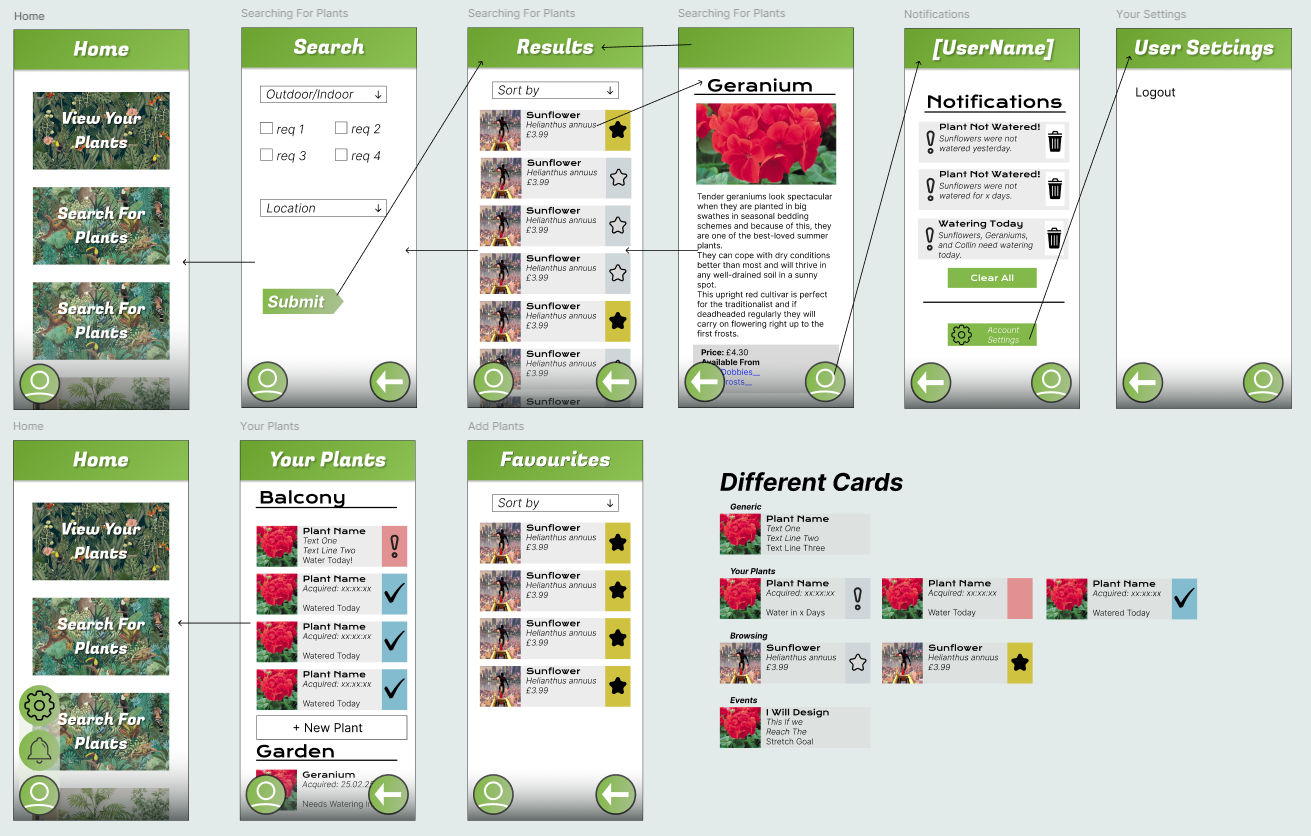 Home
Home
View Your
Plants
Search For
Plants
Search For
Plants
Searching For Plants
Search
Outdoor/Indoor ↓
req 1
req 2
req 3
req 4
Location ↓
Submit
Searching For Plants
Results
Sort by ↓
Sunflower
Helianthus annuus
£3.99
Sunflower
Helianthus annuus
£3.99
Sunflower
Helianthus annuus
£3.99
Sunflower
Helianthus annuus
£3.99
Sunflower
Helianthus annuus
£3.99
Sunflower
Helianthus annuus
£3.99
Sunflower
Searching For Plants
Geranium
Tender geraniums look spectacular
when they are planted in big
swathes in seasonal bedding
schemes and because of this, they
are one of the best-loved summer
plants.
They can cope with dry conditions
better than most and will thrive in
any well-drained soil in a sunny
spot.
This upright red cultivar is perfect
for the traditionalist and if
deadheaded regularly they will
carry on flowering right up to the
first frosts.
Price: £4.30
Available From
Dobbies__
rosts__
Notifications
[UserName]
Notifications
Plant Not Watered!
Sunflowers were not
watered yesterday.
Plant Not Watered!
Sunflowers were not
watered for x days.
Watering Today
Sunflowers, Geraniums,
and Collin need watering
today.
Clear All
Account
Settings
Your Settings
User Settings
Logout
Home
Home
View Your
Plants
Search For
Plants
Search For
Plants
Your Plants
Your Plants
Balcony
Plant Name
Text One
Text Line Two
Water Today!
Plant Name
Acquired: xx:xx:xx
Watered Today
Plant Name
Acquired: xx:xx:xx
Watered Today
Plant Name
Acquired: xx:xx:xx
Watered Today
+ New Plant
Garden
Geranium
Acquired: 25.02.2
Needs Watering In
Add Plants
Favourites
Sort by ↓
Sunflower
Helianthus annuus
£3.99
Sunflower
Helianthus annuus
£3.99
Sunflower
Helianthus annuus
£3.99
Sunflower
Helianthus annuus
£3.99
Different Cards
Generic
Plant Name
Text One
Text Line Two
Text Line Three
Your Plants
Plant Name
Acquired: xx:xx:xx
Water in x Days
Plant Name
Acquired: xx:xx:xx
Water Today
Plant Name
Acquired: xx:xx:xx
Watered Today
Browsing
Sunflower
Helianthus annuus
£3.99
Sunflower
Helianthus annuus
£3.99
Events
I Will Design
This If we
Reach The
Stretch Goal